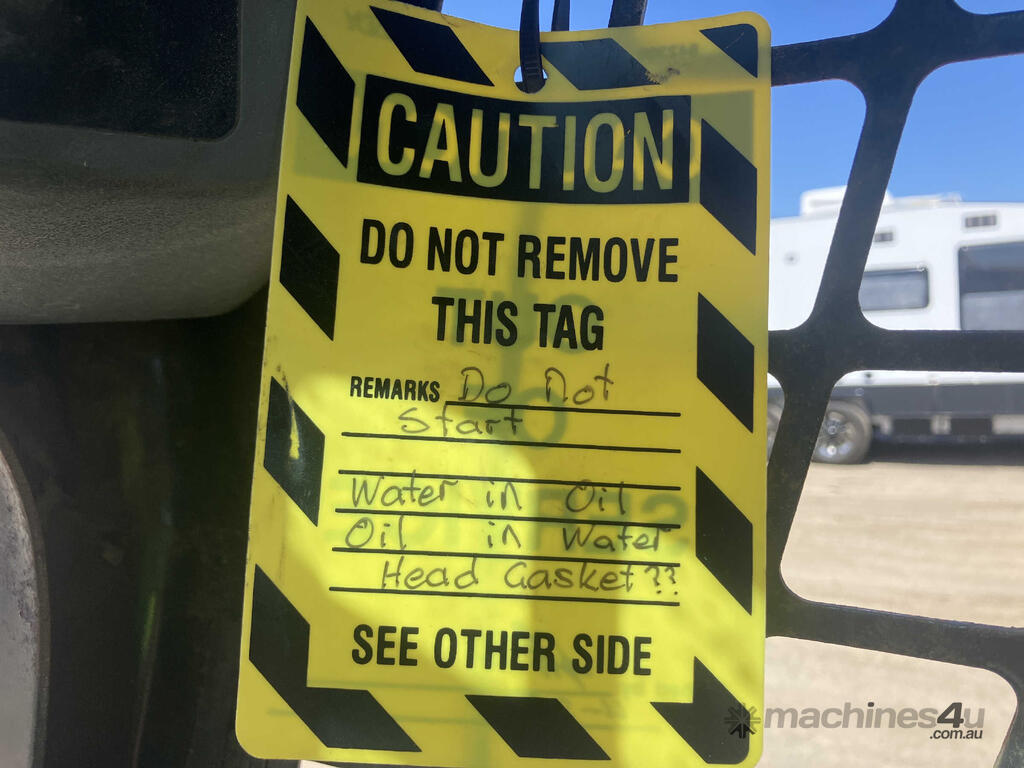 CAUTION
DO NOT REMOVE
THIS TAG
REMARKS Do Not
Start
Water in Oil
Oil in Water
Head Gasket??
SEE OTHER SIDE
machines4u
.com.au